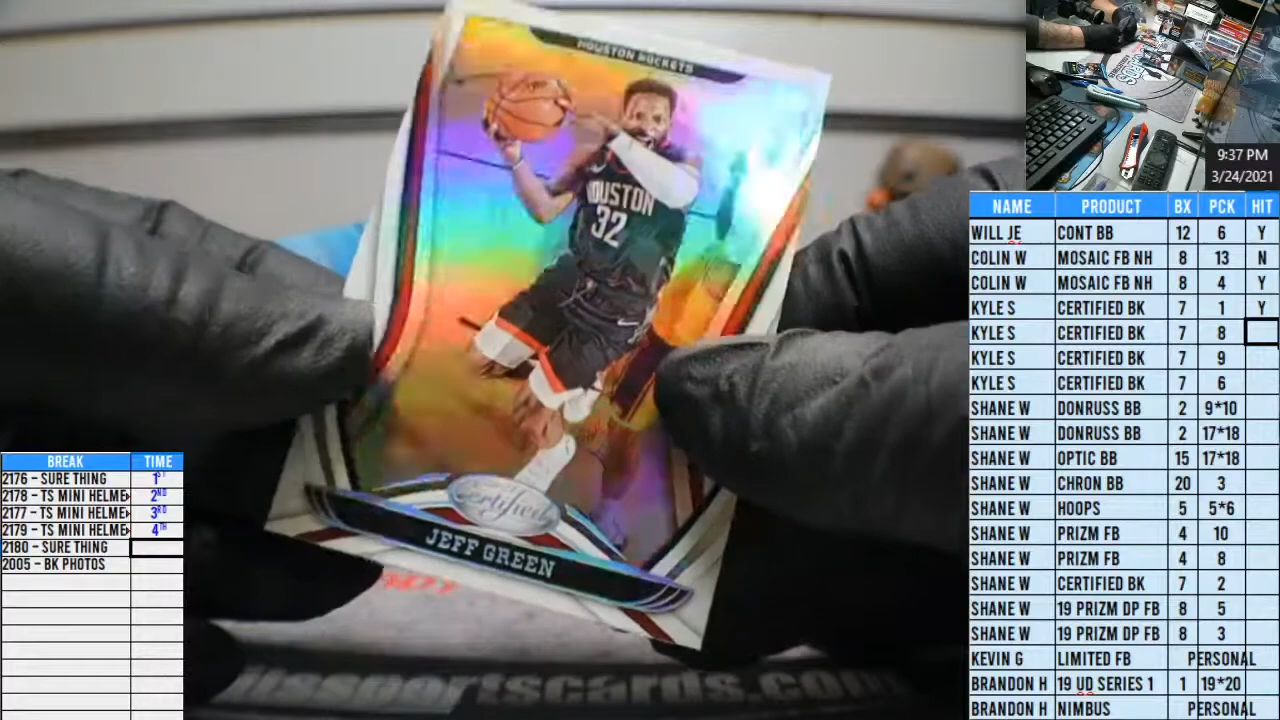 HOUSTON ROCKETS
HOUSTON
32
Certified
JEFF GREEN
9:37 PM
3/24/2021
NAME PRODUCT BX PCK HIT
WILL JE CONT BB 12 6 Y
COLIN W MOSAIC FB NH 8 13 N
COLIN W MOSAIC FB NH 8 4 Y
KYLE S CERTIFIED BK 7 1 Y
KYLE S CERTIFIED BK 7 8
KYLE S CERTIFIED BK 7 9
KYLE S CERTIFIED BK 7 6
SHANE W DONRUSS BB 2 9*10
SHANE W DONRUSS BB 2 17*18
SHANE W OPTIC BB 15 17*18
SHANE W CHRON BB 20 3
SHANE W HOOPS 5 5*6
SHANE W PRIZM FB 4 10
SHANE W PRIZM FB 4 8
SHANE W CERTIFIED BK 7 2
SHANE W 19 PRIZM DP FB 8 5
SHANE W 19 PRIZM DP FB 8 3
KEVIN G LIMITED FB PERSONAL
BRANDON H 19 UD SERIES 1 1 19*20
BRANDON H NIMBUS PERSONAL
BREAK TIME
2176 – SURE THING 1ST
2178 – TS MINI HELME 2ND
2177 – TS MINI HELME 3RD
2179 – TS MINI HELME 4TH
2180 – SURE THING
2005 – BK PHOTOS